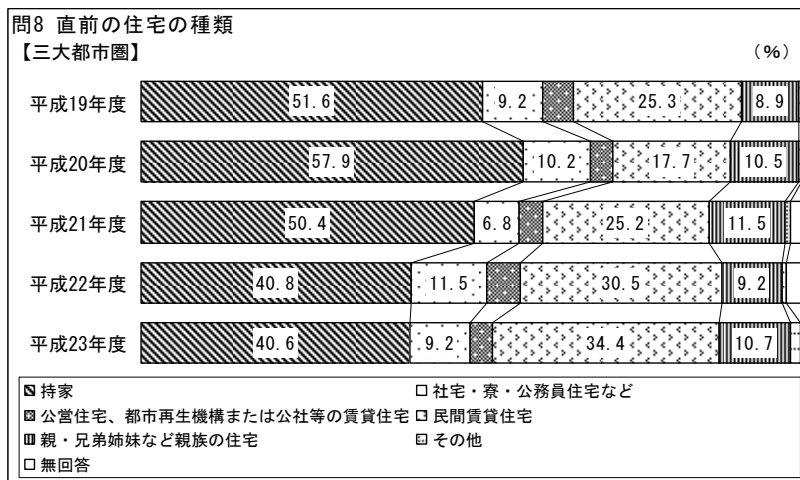 問8 直前の住宅の種類
【三大都市圏】 (%)
平成19年度 51.6 9.2 25.3 8.9
平成20年度 57.9 10.2 17.7 10.5
平成21年度 50.4 6.8 25.2 11.5
平成22年度 40.8 11.5 30.5 9.2
平成23年度 40.6 9.2 34.4 10.7
持家 社宅・寮・公務員住宅など
公営住宅、都市再生機構または公社等の賃貸住宅 民間賃貸住宅
親・兄弟姉妹など親族の住宅 その他
無回答